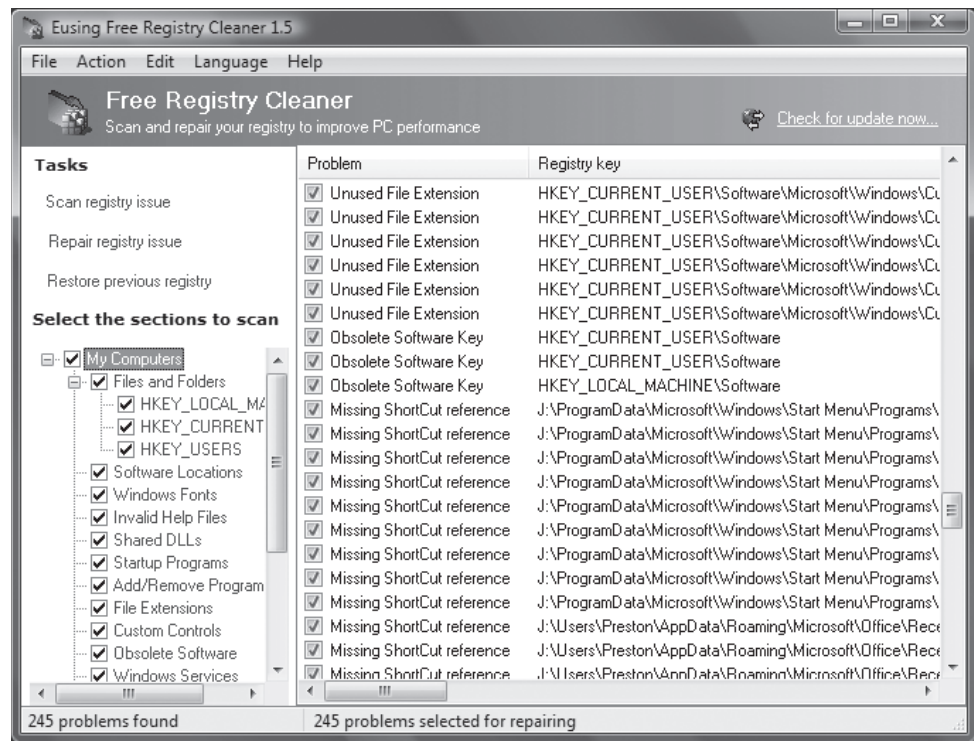 Eusing Free Registry Cleaner 1.5
File Action Edit Language Help
Free Registry Cleaner
Scan and repair your registry to improve PC performance
Check for update now...
Tasks
Scan registry issue
Repair registry issue
Restore previous registry
Select the sections to scan
My Computers
Files and Folders
HKEY_LOCAL_MA
HKEY_CURRENT
HKEY_USERS
Software Locations
Windows Fonts
Invalid Help Files
Shared DLLs
Startup Programs
Add/Remove Program
File Extensions
Custom Controls
Obsolete Software
Windows Services
Problem Registry key
Unused File Extension HKEY_CURRENT_USER\Software\Microsoft\Windows\Cu
Unused File Extension HKEY_CURRENT_USER\Software\Microsoft\Windows\Cu
Unused File Extension HKEY_CURRENT_USER\Software\Microsoft\Windows\Cu
Unused File Extension HKEY_CURRENT_USER\Software\Microsoft\Windows\Cu
Unused File Extension HKEY_CURRENT_USER\Software\Microsoft\Windows\Cu
Unused File Extension HKEY_CURRENT_USER\Software\Microsoft\Windows\Cu
Obsolete Software Key HKEY_CURRENT_USER\Software
Obsolete Software Key HKEY_CURRENT_USER\Software
Obsolete Software Key HKEY_LOCAL_MACHINE\Software
Missing ShortCut reference J:\ProgramData\Microsoft\Windows\Start Menu\Programs\
Missing ShortCut reference J:\ProgramData\Microsoft\Windows\Start Menu\Programs\
Missing ShortCut reference J:\ProgramData\Microsoft\Windows\Start Menu\Programs\
Missing ShortCut reference J:\ProgramData\Microsoft\Windows\Start Menu\Programs\
Missing ShortCut reference J:\ProgramData\Microsoft\Windows\Start Menu\Programs\
Missing ShortCut reference J:\ProgramData\Microsoft\Windows\Start Menu\Programs\
Missing ShortCut reference J:\ProgramData\Microsoft\Windows\Start Menu\Programs\
Missing ShortCut reference J:\ProgramData\Microsoft\Windows\Start Menu\Programs\
Missing ShortCut reference J:\ProgramData\Microsoft\Windows\Start Menu\Programs\
Missing ShortCut reference J:\Users\Preston\AppData\Roaming\Microsoft\Office\Rece
Missing ShortCut reference J:\Users\Preston\AppData\Roaming\Microsoft\Office\Rece
Missing ShortCut reference J:\Users\Preston\AppData\Roaming\Microsoft\Office\Rece
245 problems found 245 problems selected for repairing